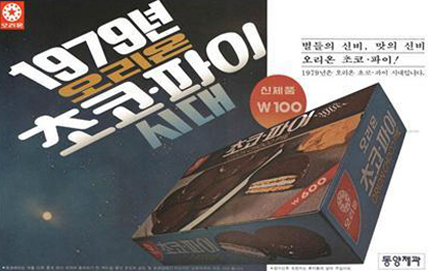 오리온
1979년
오리온
초코·파이
시대
별들의 신비, 맛의 신비
오리온 초코·파이!
1979년은 오리온 초코·파이 시대입니다.
신제품
₩100
오리온
초코·파이
₩600
동양제과